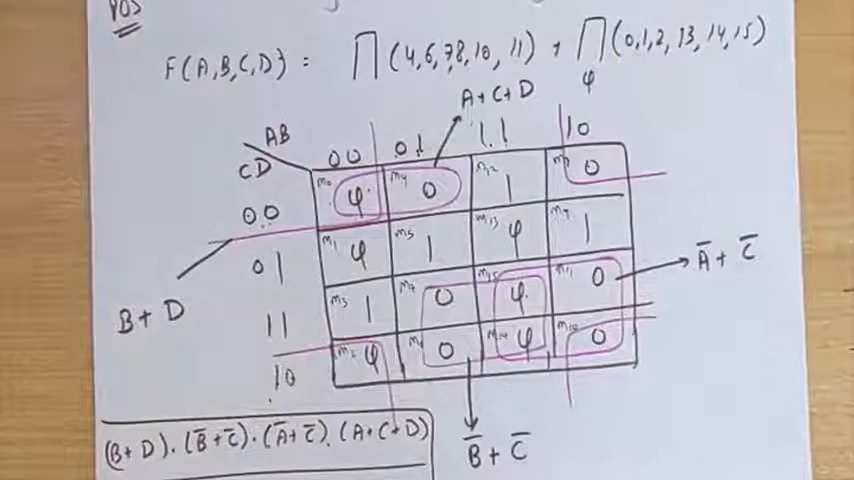 POS
F(A,B,C,D) = ∏(4,6,7,8,10,11) + ∏φ(0,1,2,13,14,15)
A+C+D
AB
CD
00 01 11 10
00 m0 φ m4 0 m12 1 m8 0
01 m1 φ m5 1 m13 φ m9 1
11 m3 1 m7 0 m15 φ m11 0
10 m2 φ m6 0 m14 φ m10 0
B+D
A̅+C̅
B̅+C̅
(B+D).(B̅+C̅).(A̅+C̅).(A+C+D)